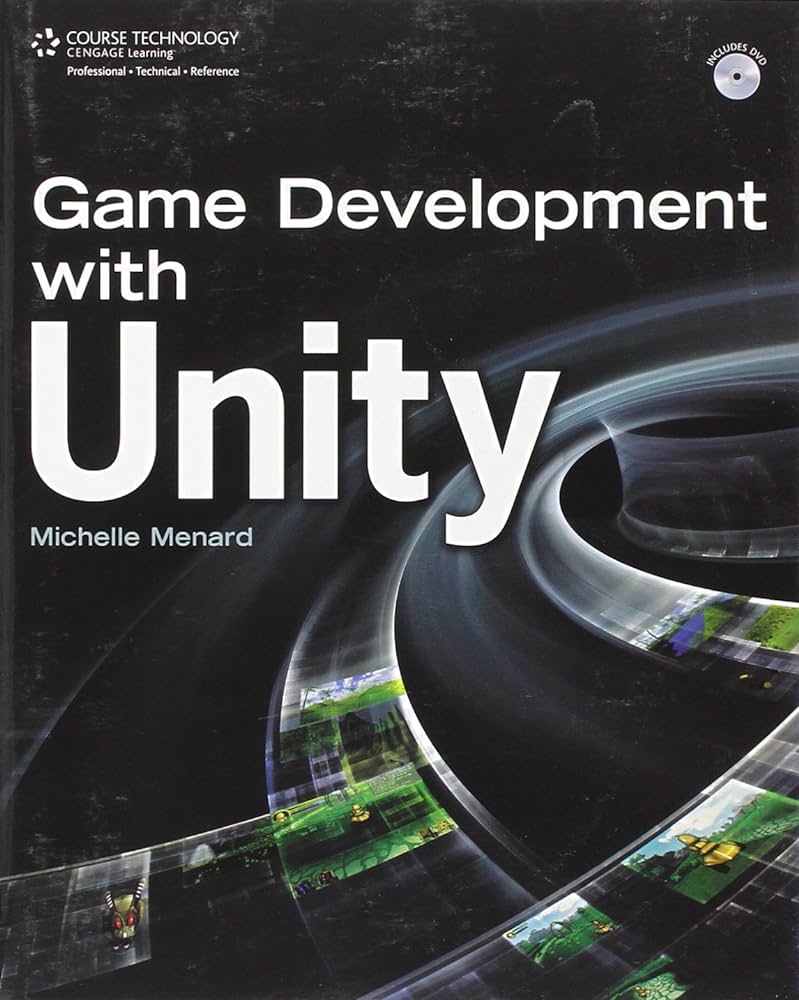 COURSE TECHNOLOGY
CENGAGE Learning
Professional • Technical • Reference
INCLUDES DVD
Game Development
with
Unity
Michelle Menard